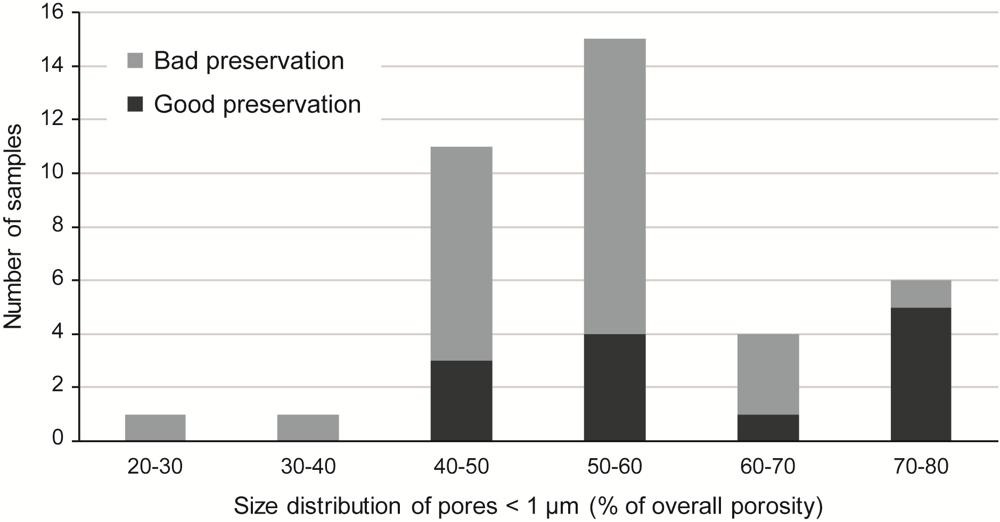 16
14
12
10
8
6
4
2
0
Number of samples
Bad preservation
Good preservation
20-30 30-40 40-50 50-60 60-70 70-80
Size distribution of pores < 1 µm (% of overall porosity)